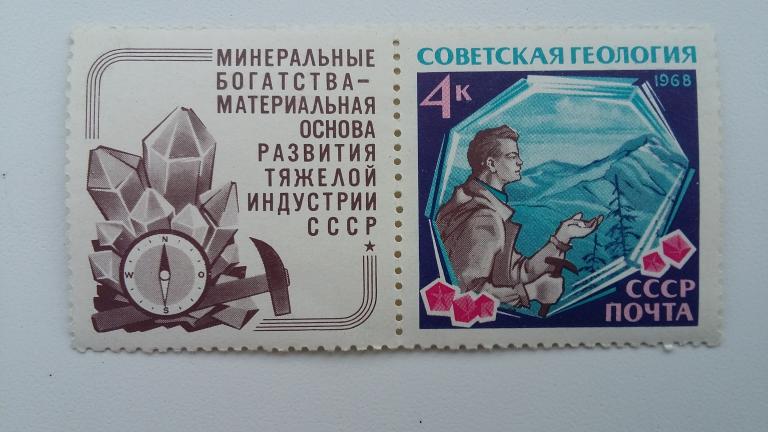 МИНЕРАЛЬНЫЕ
БОГАТСТВА-
МАТЕРИАЛЬНАЯ
ОСНОВА
РАЗВИТИЯ
ТЯЖЕЛОЙ
ИНДУСТРИИ
СССР
N
W O
S
СОВЕТСКАЯ ГЕОЛОГИЯ
4К 1968
СССР
ПОЧТА